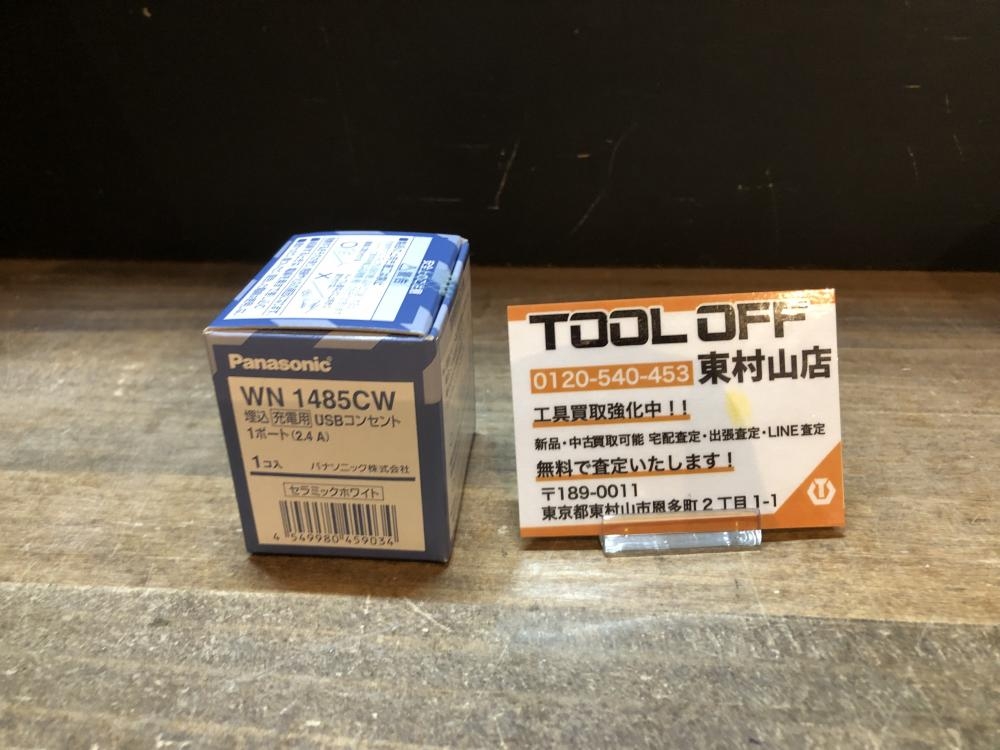 Panasonic
WN 1485CW
埋込 充電用 USBコンセント
1ポート(2.4 A)
1コ入 パナソニック株式会社
セラミックホワイト
4 549980 459034
TOOL OFF
0120-540-453 東村山店
工具買取強化中!!
新品・中古買取可能 宅配査定・出張査定・LINE査定
無料で査定いたします!
〒189-0011
東京都東村山市恩多町2丁目1-1